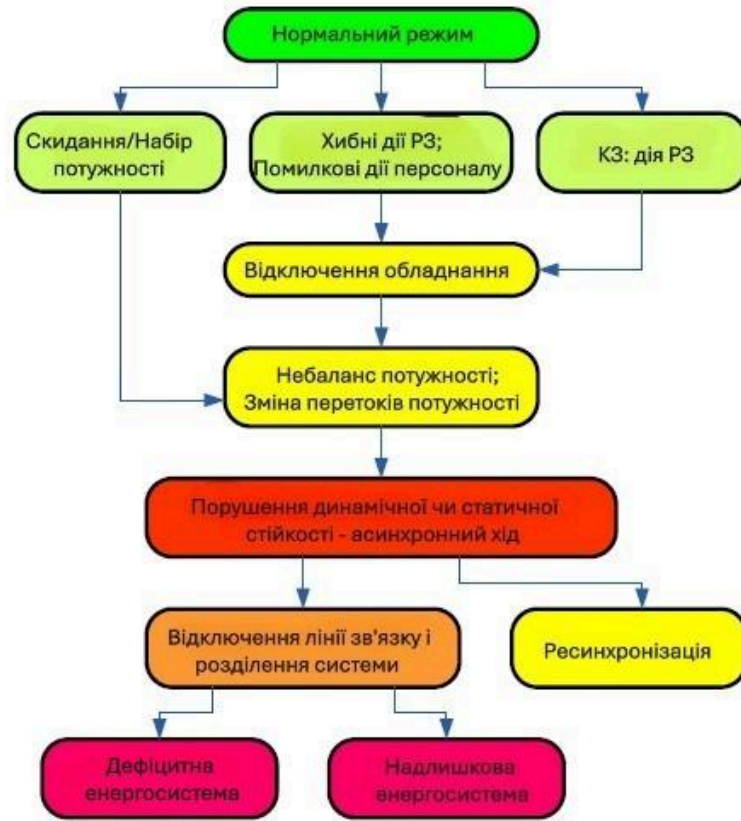 Нормальний режим
Скидання/Набір
потужності
Хибні дії РЗ;
Помилкові дії персоналу
КЗ: дія РЗ
Відключення обладнання
Небаланс потужності;
Зміна перетоків потужності
Порушення динамічної чи статичної
стійкості - асинхронний хід
Відключення лінії зв'язку і
розділення системи
Ресинхронізація
Дефіцитна
енергосистема
Надлишкова
енергосистема